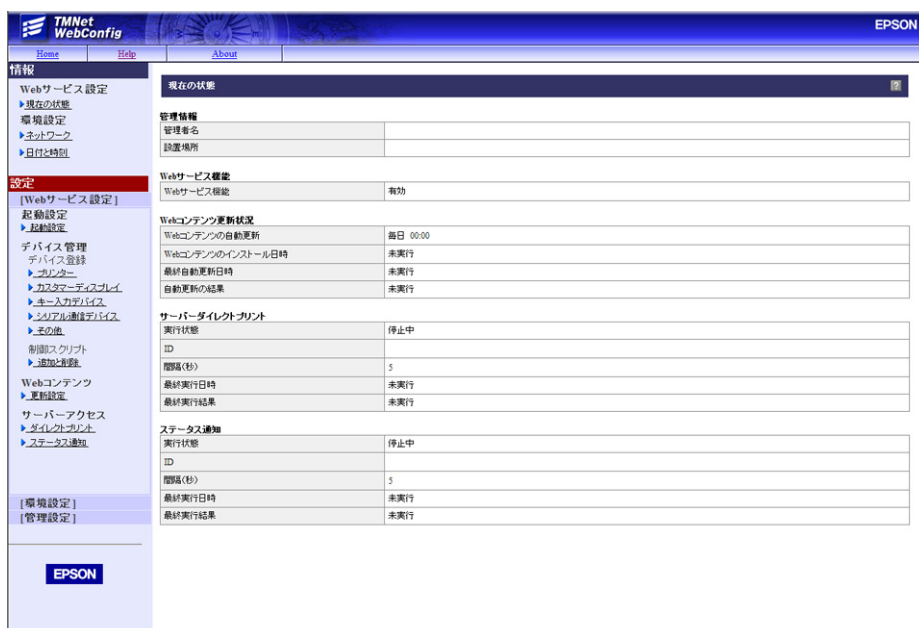 TMNet
WebConfig
EPSON
Home
Help
About
情報
Webサービス設定
現在の状態
環境設定
ネットワーク
日付と時刻
設定
[Webサービス設定]
起動設定
起動設定
デバイス管理
デバイス登録
プリンター
カスタマーディスプレイ
キー入力デバイス
シリアル通信デバイス
その他
制御スクリプト
追加と削除
Webコンテンツ
更新設定
サーバーアクセス
ダイレクトプリント
ステータス通知
[環境設定]
[管理設定]
EPSON
現在の状態
?
管理情報
管理者名
設置場所
Webサービス機能
Webサービス機能 有効
Webコンテンツ更新状況
Webコンテンツの自動更新 毎日 00:00
Webコンテンツのインストール日時 未実行
最終自動更新日時 未実行
自動更新の結果 未実行
サーバーダイレクトプリント
実行状態 停止中
ID
間隔(秒) 5
最終実行日時 未実行
最終実行結果 未実行
ステータス通知
実行状態 停止中
ID
間隔(秒) 5
最終実行日時 未実行
最終実行結果 未実行